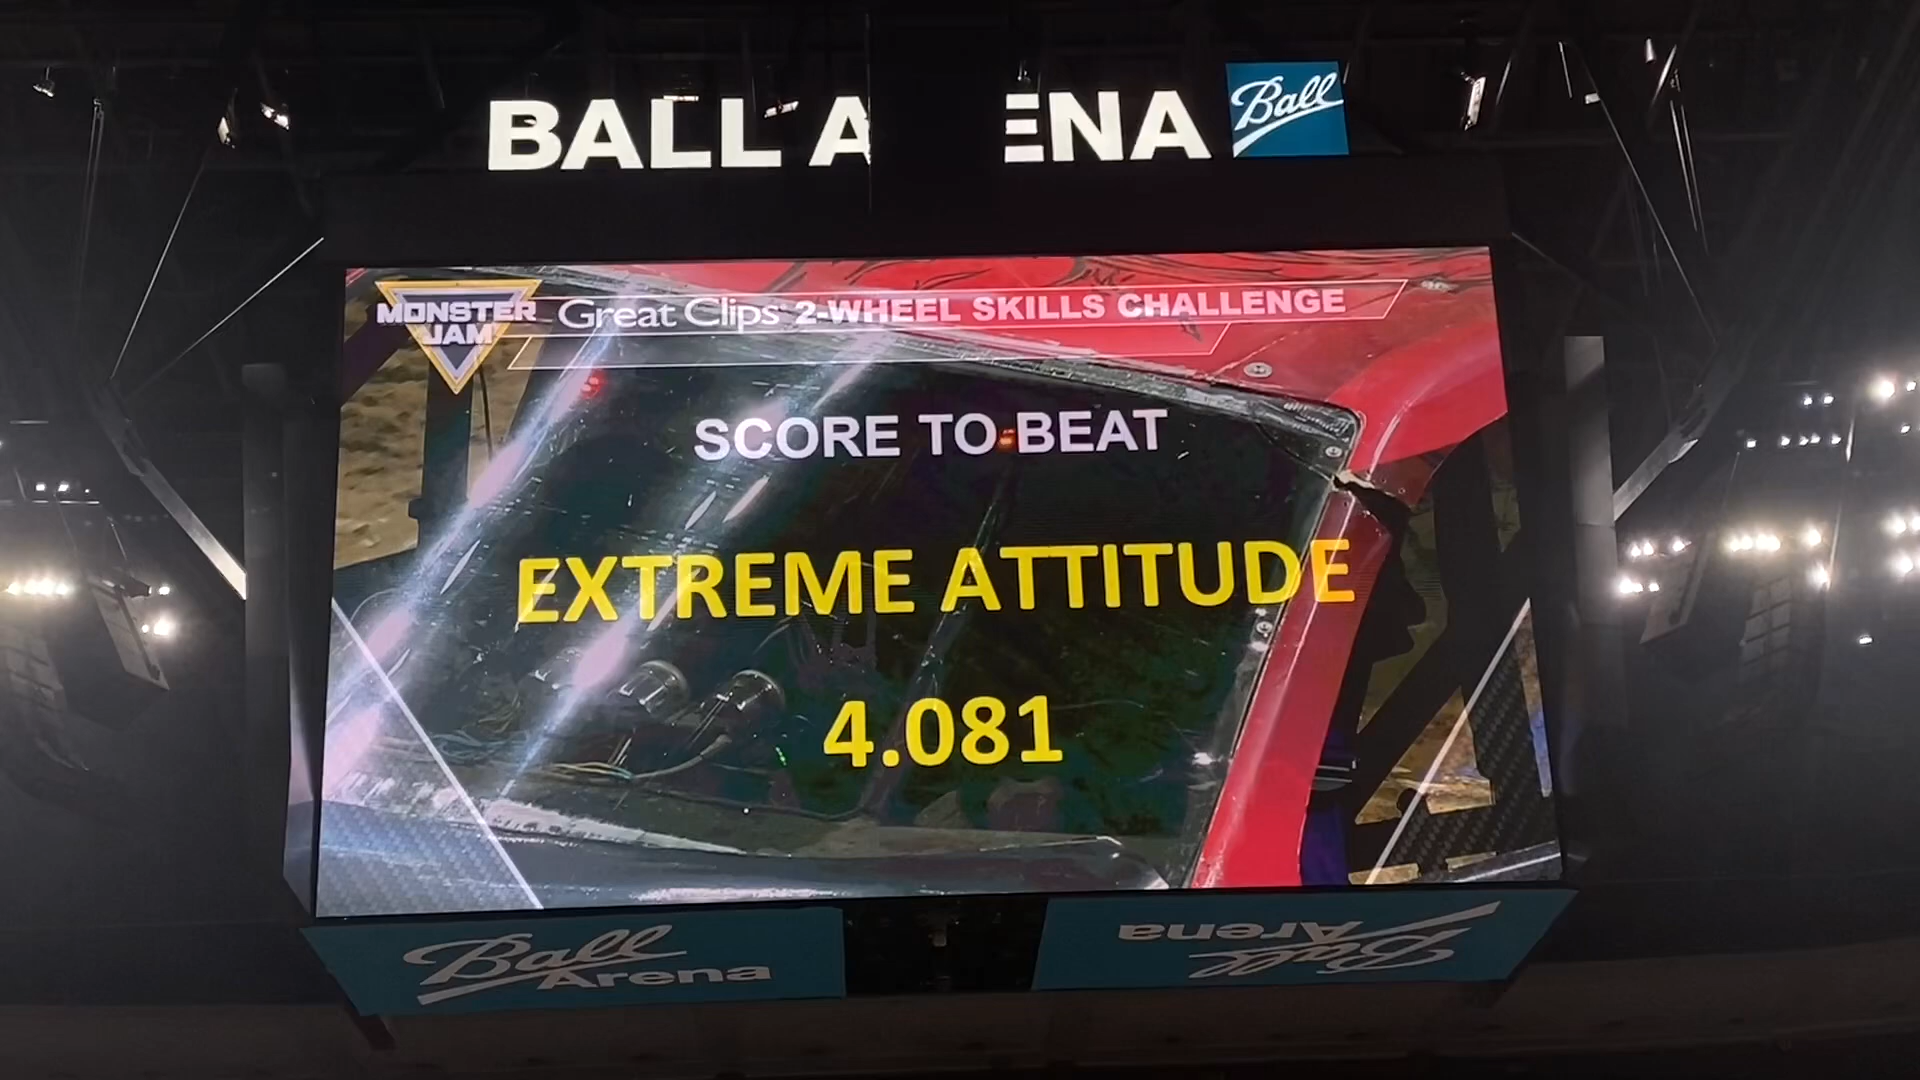 BALL A ENA Ball
MONSTER JAM
Great Clips 2-WHEEL SKILLS CHALLENGE
SCORE TO BEAT
EXTREME ATTITUDE
4.081
Ball Arena
Ball Arena